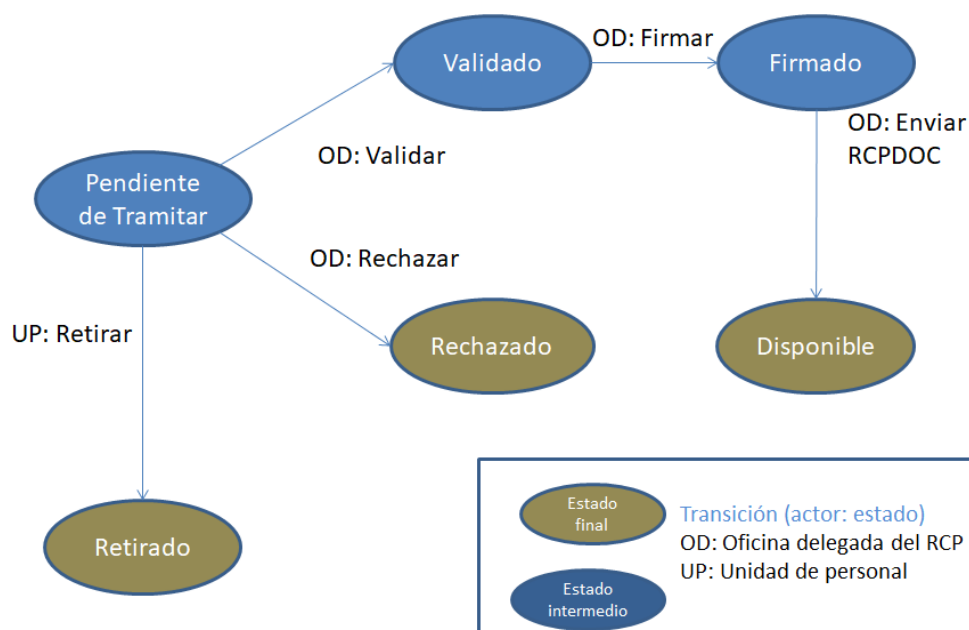 OD: Firmar
Validado
Firmado
OD: Enviar
RCPDOC
OD: Validar
Pendiente
de Tramitar
OD: Rechazar
UP: Retirar
Rechazado
Disponible
Retirado
Estado
final
Transición (actor: estado)
OD: Oficina delegada del RCP
UP: Unidad de personal
Estado
intermedio